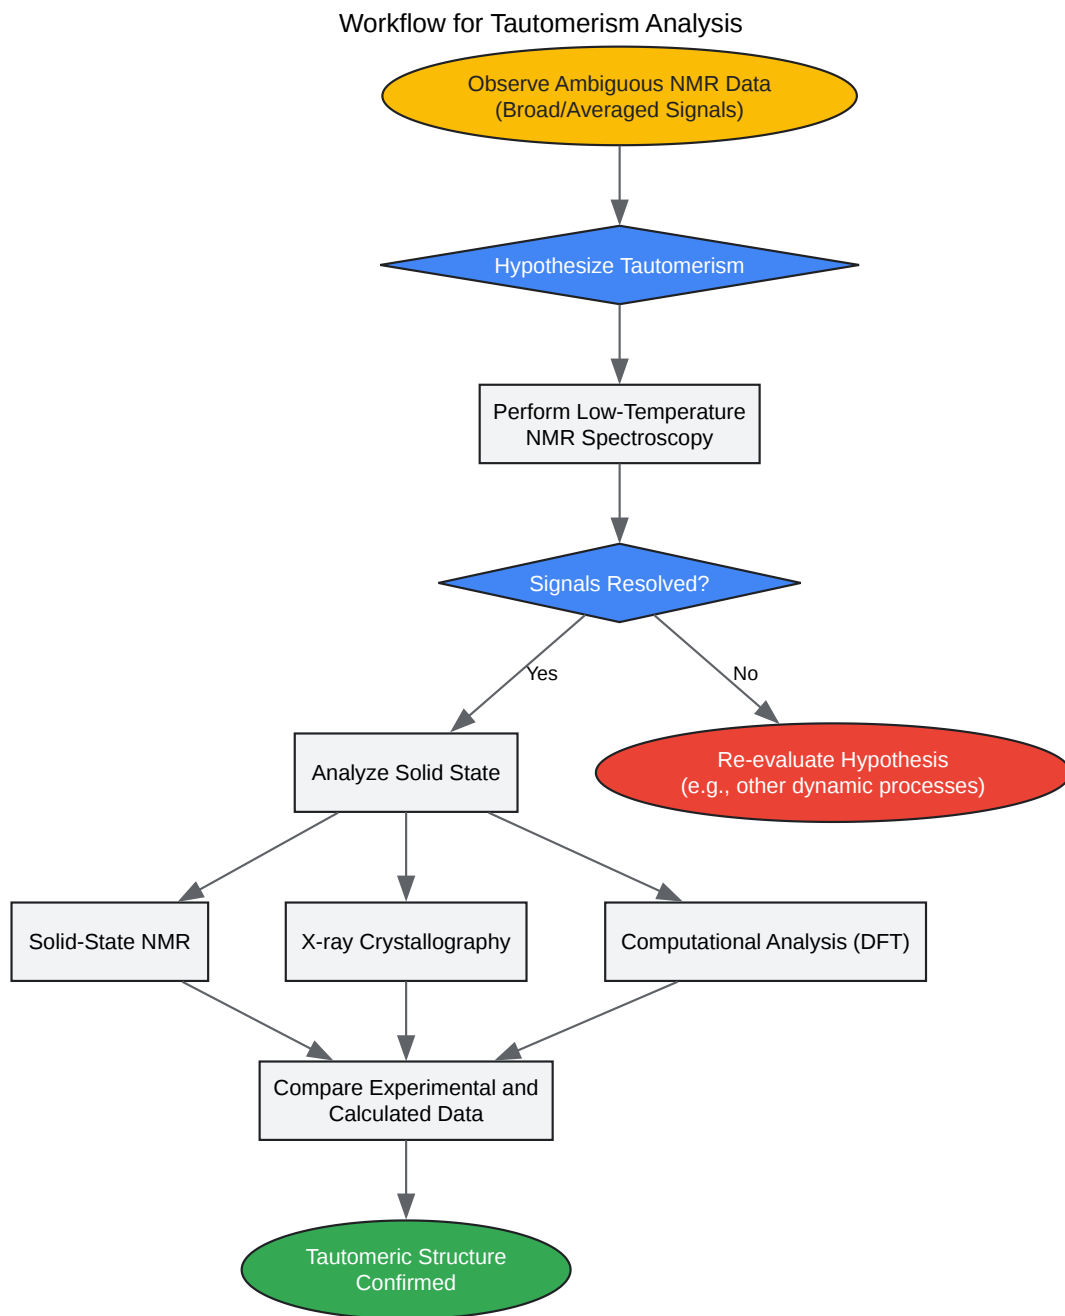 Workflow for Tautomerism Analysis
Observe Ambiguous NMR Data
(Broad/Averaged Signals)
Hypothesize Tautomerism
Perform Low-Temperature
NMR Spectroscopy
Signals Resolved?
Yes
No
Analyze Solid State
Re-evaluate Hypothesis
(e.g., other dynamic processes)
Solid-State NMR
X-ray Crystallography
Computational Analysis (DFT)
Compare Experimental and
Calculated Data
Tautomeric Structure
Confirmed